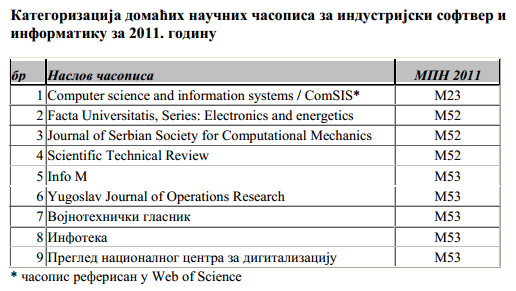 Категоризација домаћих научних часописа за индустријски софтвер и
информатику за 2011. годину
бр Наслов часописа МПН 2011
1 Computer science and information systems / ComSIS* M23
2 Facta Universitatis, Series: Electronics and energetics M52
3 Journal of Serbian Society for Computational Mechanics M52
4 Scientific Technical Review M52
5 Info M M53
6 Yugoslav Journal of Operations Research M53
7 Војнотехнички гласник M53
8 Инфотека M53
9 Преглед националног центра за дигитализацију M53
* часопис реферисан у Web of Science